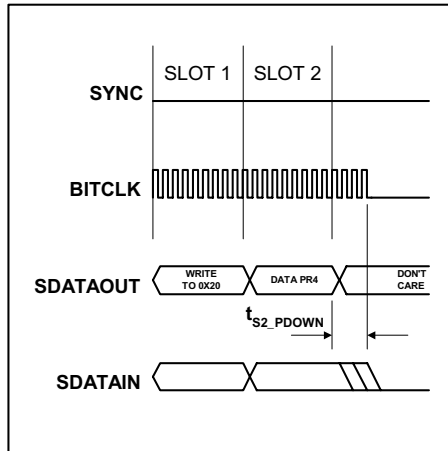 SLOT 1 SLOT 2
SYNC
BITCLK
SDATAOUT
WRITE
TO 0X20
DATA PR4
DON'T
CARE
tS2_PDOWN
SDATAIN